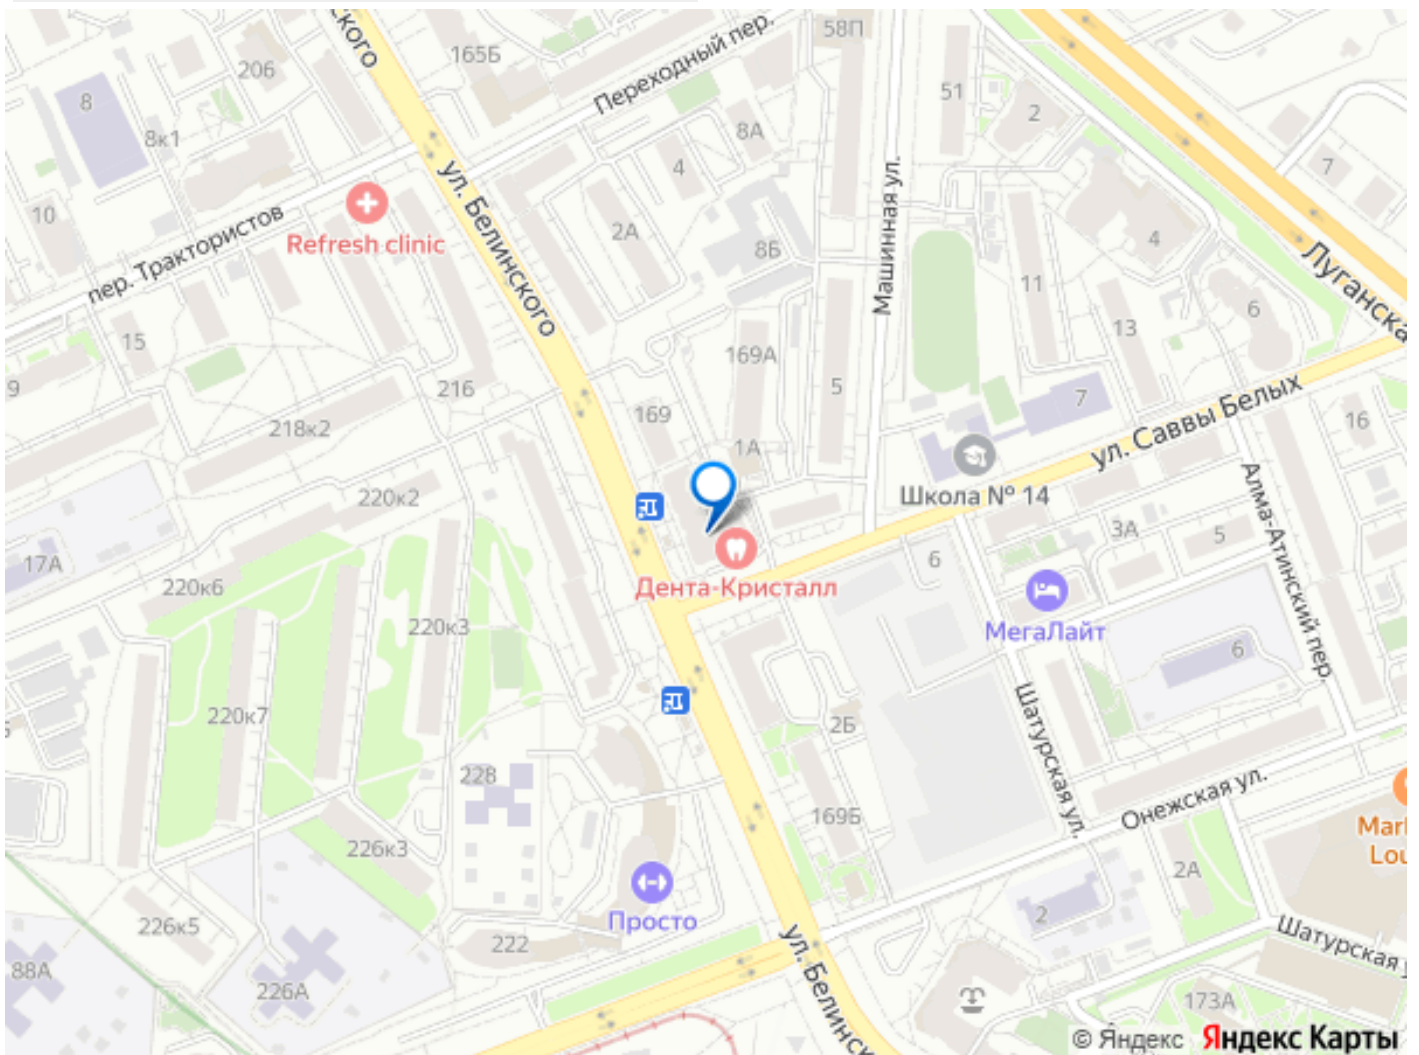 ского
58П
165Б
Переходный пер.
206
8
51
2
8к1
8А
7
4
ул. Белинского
Машинная ул.
10
пер. Трактористов
Refresh clinic
2А
8Б
4
11
6
Луганска
13
15
169А
9
216
5
7
ул. Саввы Белых
169
16
218к2
1А
Школа № 14
220к2
Алма-Атинский пер.
3А
5
17А
6
220к6
Дента-Кристалл
220к3
МегаЛайт
6
220к7
2Б
Шатурская ул.
228
Онежская ул.
169Б
Mar
Lou
226к3
2А
Просто
226к5
2
222
ул. Белинск
Шатурская у
88А
226А
173А
© Яндекс Яндекс Карты